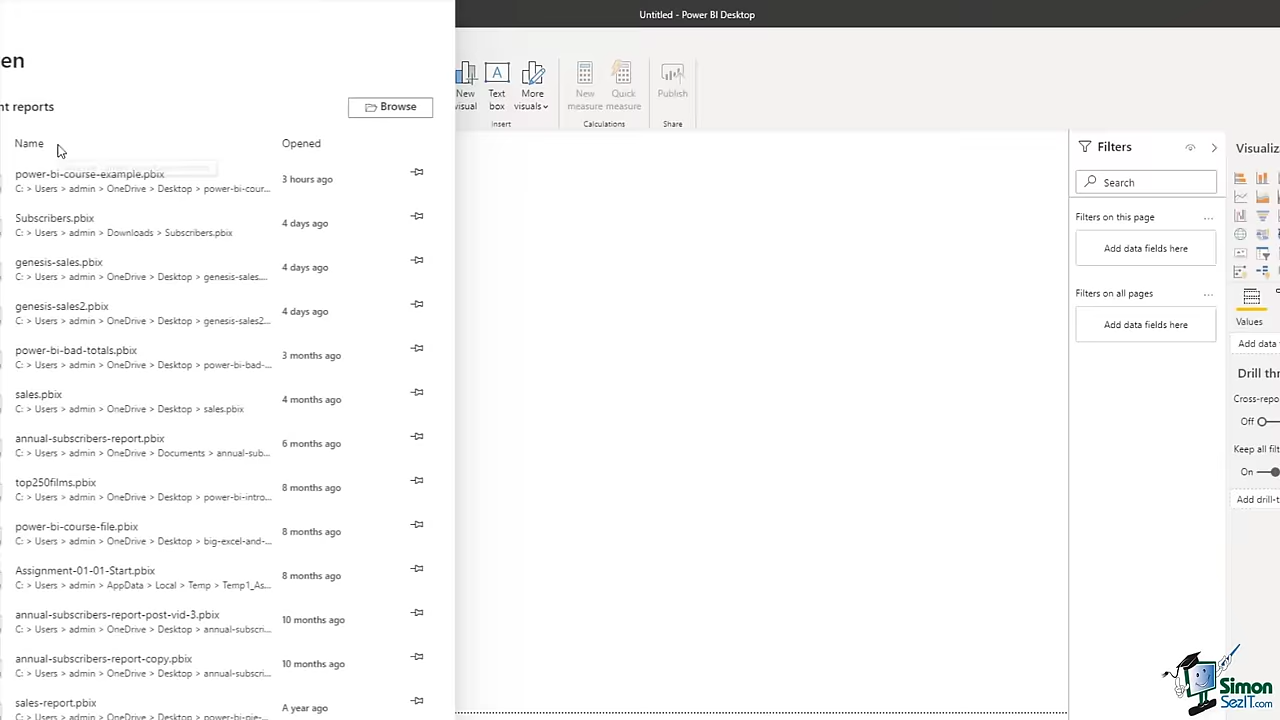 Untitled - Power BI Desktop
en
nt reports
Browse
Name
Opened
power-bi-course-example.pbix
C: > Users > admin > OneDrive > Desktop > power-bi-cour...
3 hours ago
Subscribers.pbix
C: > Users > admin > Downloads > Subscribers.pbix
4 days ago
genesis-sales.pbix
C: > Users > admin > OneDrive > Desktop > genesis-sales....
4 days ago
genesis-sales2.pbix
C: > Users > admin > OneDrive > Desktop > genesis-sales2...
4 days ago
power-bi-bad-totals.pbix
C: > Users > admin > OneDrive > Desktop > power-bi-bad-...
3 months ago
sales.pbix
C: > Users > admin > OneDrive > Desktop > sales.pbix
4 months ago
annual-subscribers-report.pbix
C: > Users > admin > OneDrive > Documents > annual-sub...
6 months ago
top250films.pbix
C: > Users > admin > OneDrive > Desktop > power-bi-intro...
8 months ago
power-bi-course-file.pbix
C: > Users > admin > OneDrive > Desktop > big-excel-and-...
8 months ago
Assignment-01-01-Start.pbix
C: > Users > admin > AppData > Local > Temp > Temp1_As...
8 months ago
annual-subscribers-report-post-vid-3.pbix
C: > Users > admin > OneDrive > Desktop > annual-subscri...
10 months ago
annual-subscribers-report-copy.pbix
C: > Users > admin > OneDrive > Desktop > annual-subscri...
10 months ago
sales-report.pbix
C: > Users > admin > OneDrive > Desktop > power-bi-pie-...
A year ago
New visual
Text box
More visuals
Insert
New measure
Quick measure
Calculations
Publish
Share
Filters
Search
Filters on this page
...
Add data fields here
Filters on all pages
...
Add data fields here
Visualiz
Values
Add data
Drill thr
Cross-repo
Off
Keep all filt
On
Add drill-t
Simon
SezIT.com